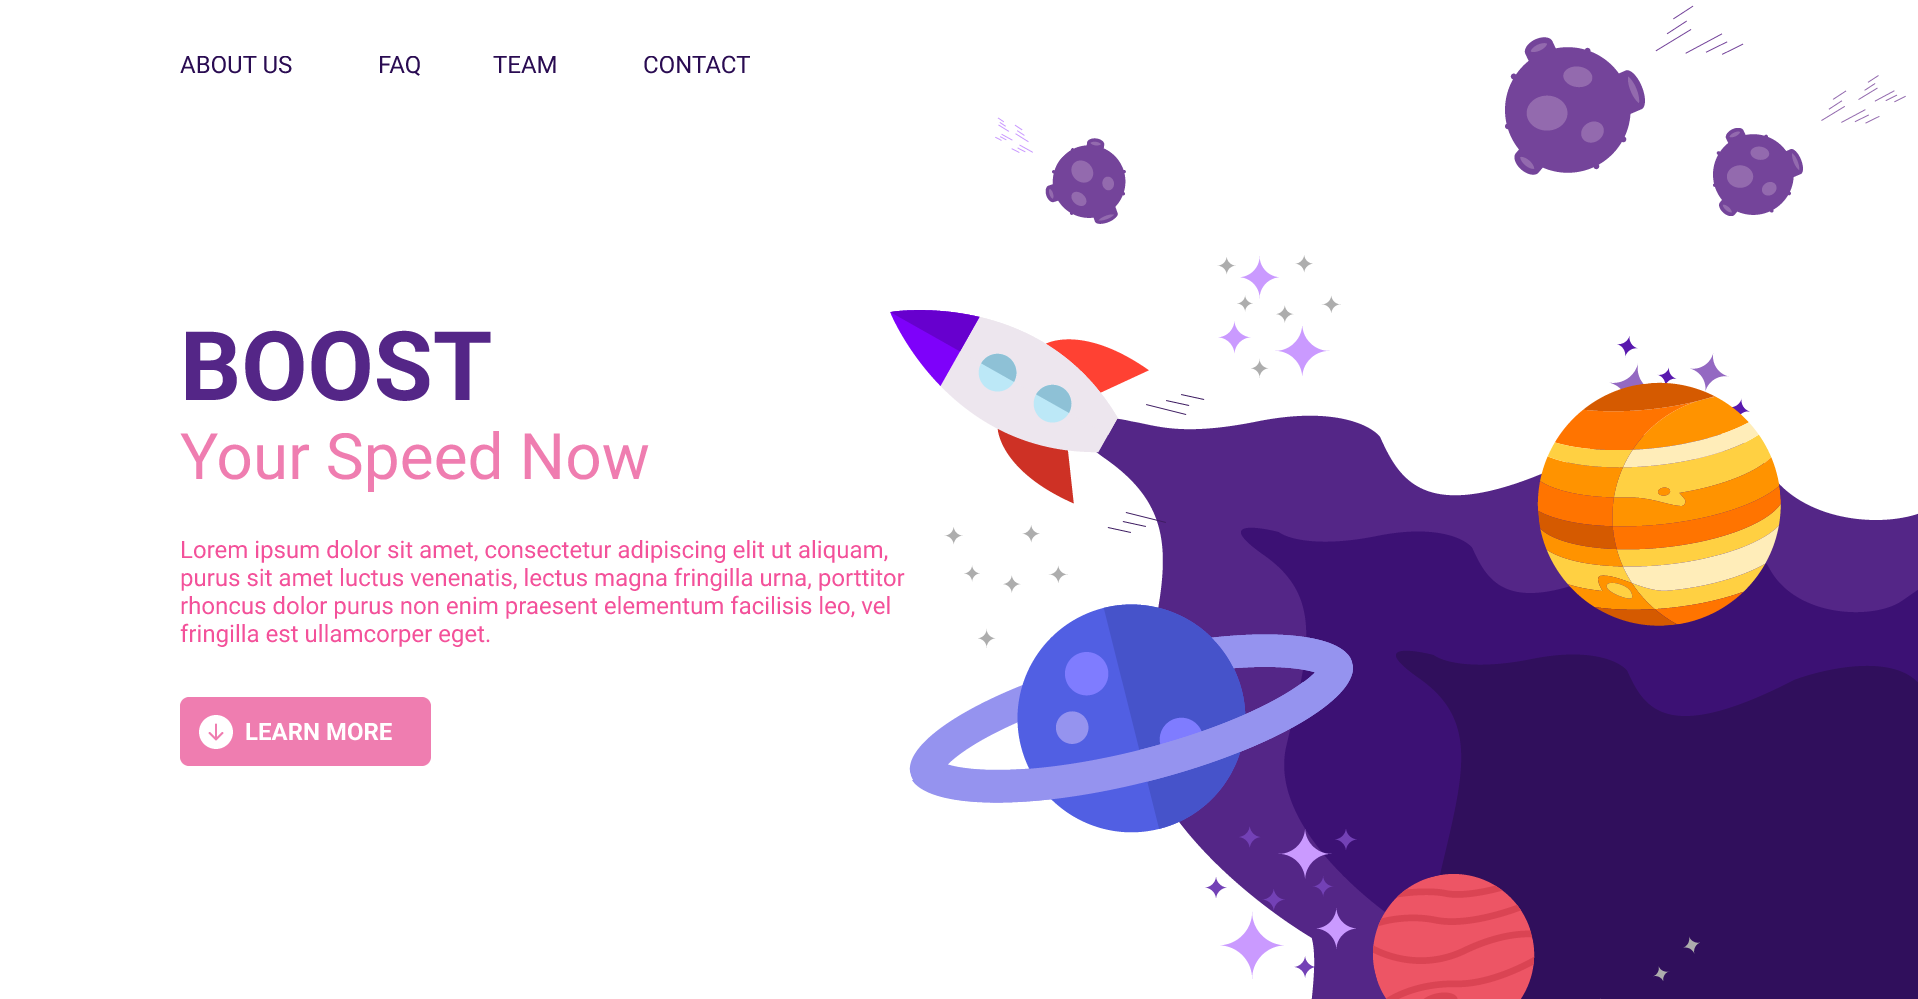 ABOUT US FAQ TEAM CONTACT
BOOST
Your Speed Now
Lorem ipsum dolor sit amet, consectetur adipiscing elit ut aliquam,
purus sit amet luctus venenatis, lectus magna fringilla urna, porttitor
rhoncus dolor purus non enim praesent elementum facilisis leo, vel
fringilla est ullamcorper eget.
LEARN MORE